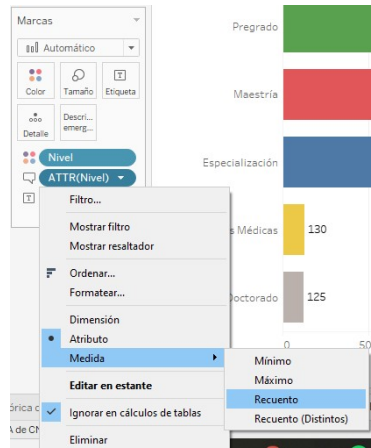 Marcas
Automático
Color
Tamaño
Etiqueta
Detalle
Descri...
emerg...
Nivel
ATTR(Nivel)
Filtro...
Mostrar filtro
Mostrar resaltador
Ordenar...
Formatear...
Dimensión
Atributo
Medida
Editar en estante
Ignorar en cálculos de tablas
Eliminar
Mínimo
Máximo
Recuento
Recuento (Distintos)
Pregrado
Maestría
Especialización
Médicas
130
Doctorado
125
0
50